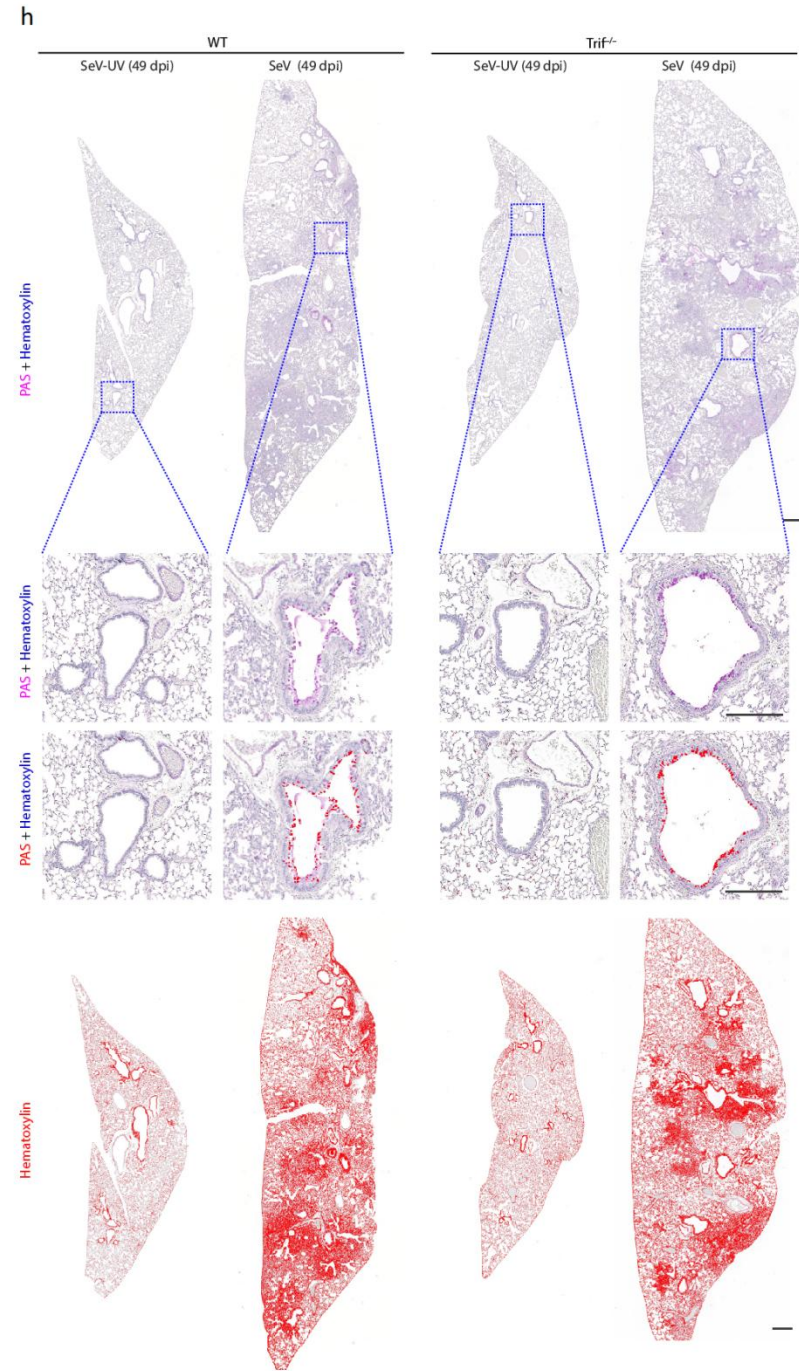 h
WT
Trif-/-
SeV-UV (49 dpi)
SeV (49 dpi)
SeV-UV (49 dpi)
SeV (49 dpi)
PAS + Hematoxylin
PAS + Hematoxylin
PAS + Hematoxylin
Hematoxylin